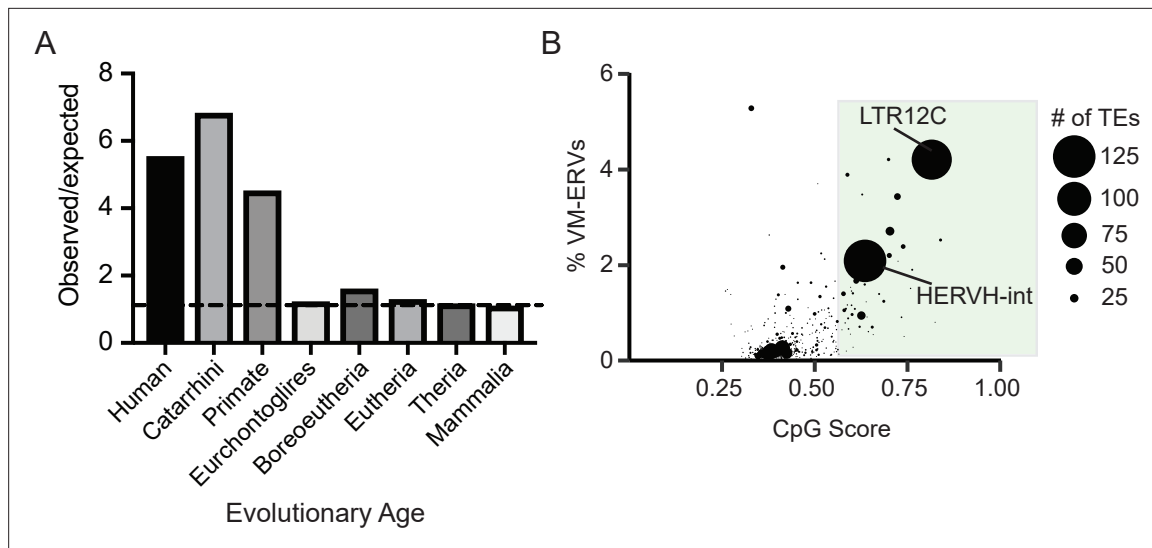 A
Observed/expected
8
6
4
2
0
Human
Catarrhini
Primate
Eurchontoglires
Boreoeutheria
Eutheria
Theria
Mammalia
Evolutionary Age
B
% VM-ERVs
6
4
2
0
0.25
0.50
0.75
1.00
CpG Score
LTR12C
HERVH-int
# of TEs
125
100
75
50
25